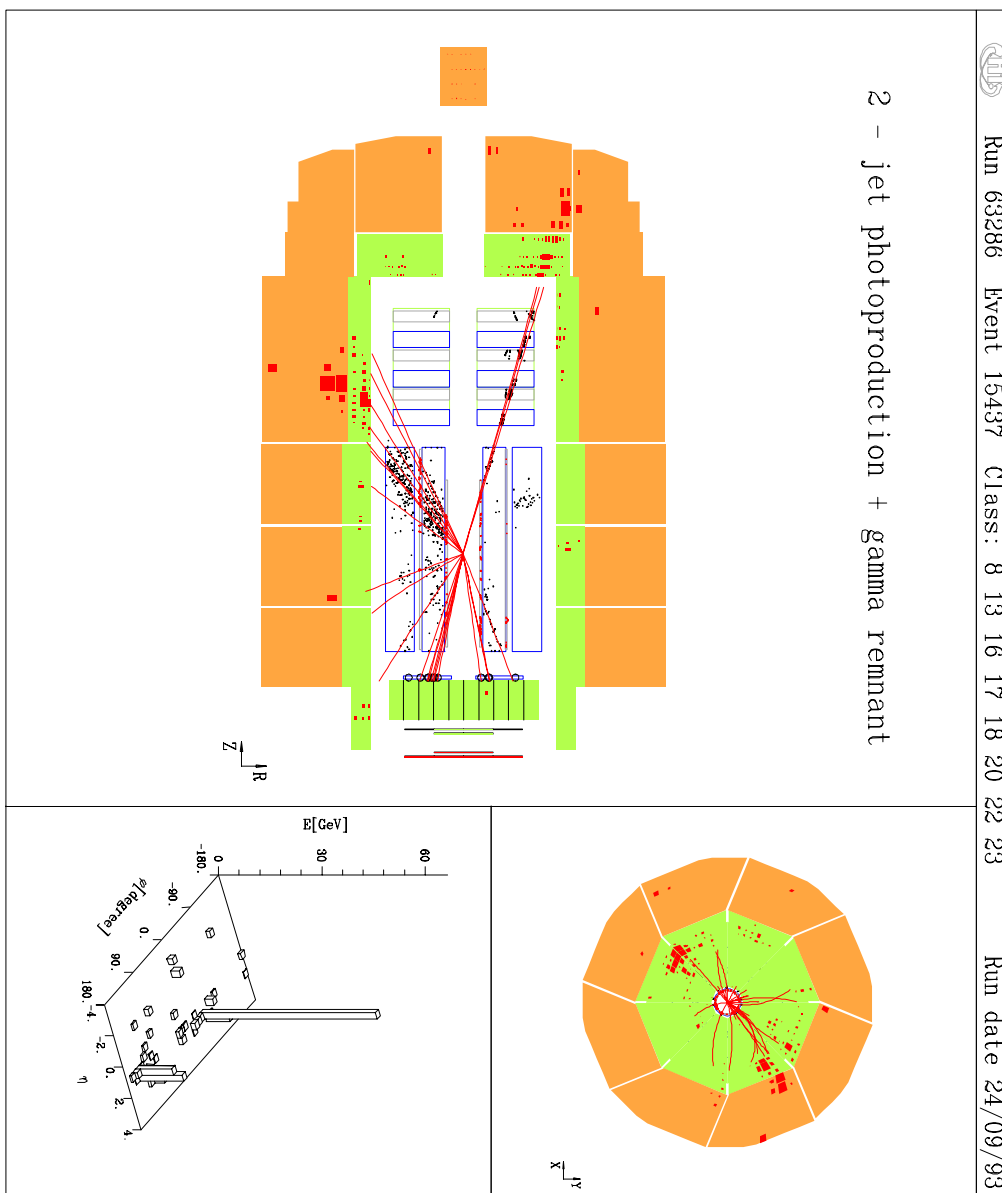 Run 63286 Event 15437 Class: 8 13 16 17 18 20 22 23 Run date 24/09/93
2 - jet photoproduction + gamma remnant
Z
R
E[GeV]
60
30
0
-180.
-90.
0.
90.
180.
φ[degree]
-4.
-2.
0.
2.
4.
η
X
Y